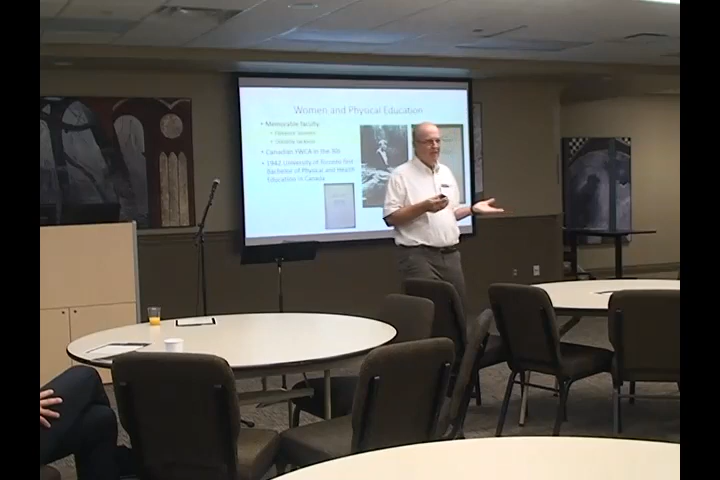 Women and Physical Education
• Memorable faculty
• Canadian YWCA in the 30s
• 1942 University of Toronto first
Bachelor of Physical and Health
Education in Canada